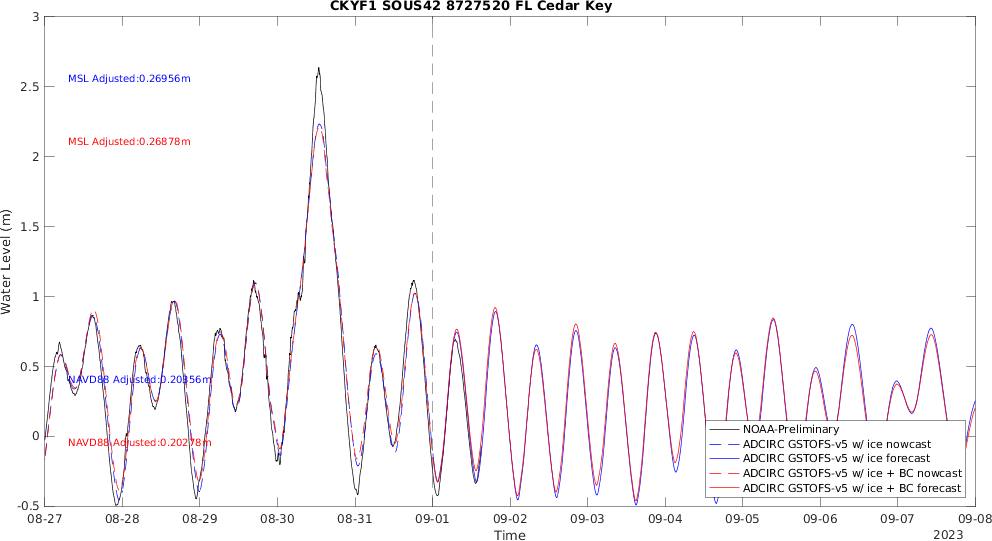 CKYF1 SOUS42 8727520 FL Cedar Key
3
2.5
2
1.5
1
0.5
0
-0.5
Water Level (m)
MSL Adjusted:0.26956m
MSL Adjusted:0.26878m
NAVD88 Adjusted:0.20356m
NAVD88 Adjusted:0.20278m
NOAA-Preliminary
ADCIRC GSTOFS-v5 w/ ice nowcast
ADCIRC GSTOFS-v5 w/ ice forecast
ADCIRC GSTOFS-v5 w/ ice + BC nowcast
ADCIRC GSTOFS-v5 w/ ice + BC forecast
08-27 08-28 08-29 08-30 08-31 09-01 09-02 09-03 09-04 09-05 09-06 09-07 09-08
Time
2023